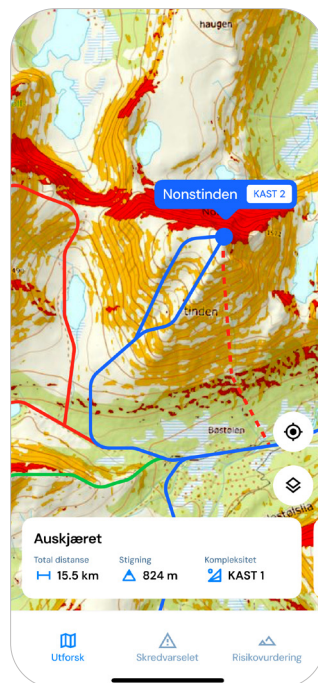 haugen
Nonstinden KAST 2
tinden
Bøstølen
Auskjæret
Total distanse Stigning Kompleksitet
15.5 km 824 m KAST 1
Utforsk Skredvarselet Risikovurdering